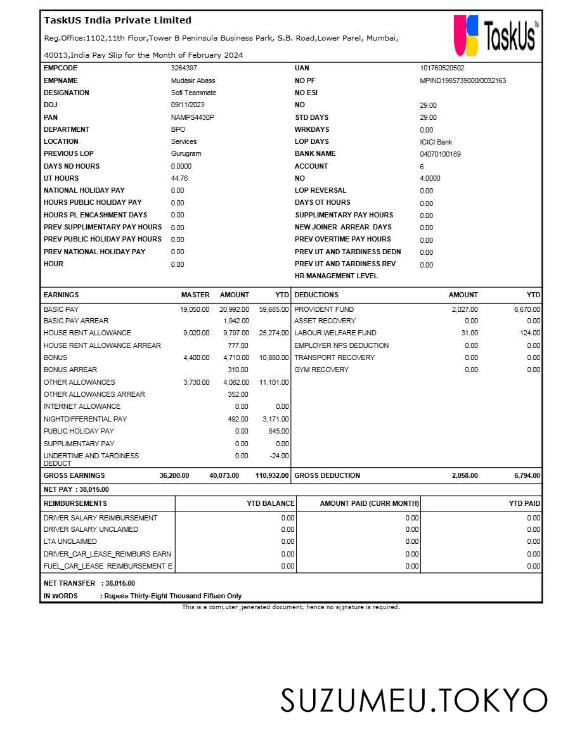 TaskUS India Private Limited
Reg.Office:1102,11th Floor,Tower B Peninsula Business Park, S.B. Road,Lower Parel, Mumbai,
40013,India Pay Slip for the Month of February 2024
TaskUs
EMPCODE 3264397 UAN 101760520502
EMPNAME Mudasir Abass NO PF MPIND1985739000/0032163
DESIGNATION Sofi Teammate NO ESI
DOJ 09/11/2023 NO 29.00
PAN NAMPS4430P STD DAYS 29.00
DEPARTMENT BPO WRKDAYS 0.00
LOCATION Services LOP DAYS ICICI Bank
PREVIOUS LOP Gurugram BANK NAME 04070100189
DAYS ND HOURS 0.0000 ACCOUNT 6
UT HOURS 44.76 NO 4.0000
NATIONAL HOLIDAY PAY 0.00 LOP REVERSAL 0.00
HOURS PUBLIC HOLIDAY PAY 0.00 DAYS OT HOURS 0.00
HOURS PL ENCASHMENT DAYS 0.00 SUPPLIMENTARY PAY HOURS 0.00
PREV SUPPLIMENTARY PAY HOURS 0.00 NEW JOINER ARREAR DAYS 0.00
PREV PUBLIC HOLIDAY PAY HOURS 0.00 PREV OVERTIME PAY HOURS 0.00
PREV NATIONAL HOLIDAY PAY 0.00 PREV UT AND TARDINESS DEDN 0.00
HOUR 0.00 PREV UT AND TARDINESS REV 0.00
HR MANAGEMENT LEVEL
EARNINGS MASTER AMOUNT YTD DEDUCTIONS AMOUNT YTD
BASIC PAY 19,050.00 20,992.00 59,685.00 PROVIDENT FUND 2,027.00 6,670.00
BASIC PAY ARREAR 1,942.00 ASSET RECOVERY 0.00 0.00
HOUSE RENT ALLOWANCE 9,020.00 9,797.00 25,274.00 LABOUR WELFARE FUND 31.00 124.00
HOUSE RENT ALLOWANCE ARREAR 777.00 EMPLOYER NPS DEDUCTION 0.00 0.00
BONUS 4,400.00 4,710.00 10,880.00 TRANSPORT RECOVERY 0.00 0.00
BONUS ARREAR 310.00 GYM RECOVERY 0.00 0.00
OTHER ALLOWANCES 3,730.00 4,082.00 11,101.00
OTHER ALLOWANCES ARREAR 352.00
INTERNET ALLOWANCE 0.00 0.00
NIGHTDIFFERENTIAL PAY 492.00 3,171.00
PUBLIC HOLIDAY PAY 0.00 845.00
SUPPLIMENTARY PAY 0.00 0.00
UNDERTIME AND TARDINESS 0.00 -24.00
DEDUCT
GROSS EARNINGS 36,200.00 40,073.00 110,932.00 GROSS DEDUCTION 2,058.00 6,794.00
NET PAY : 38,015.00
REIMBURSEMENTS YTD BALANCE AMOUNT PAID (CURR MONTH) YTD PAID
DRIVER SALARY REIMBURSEMENT 0.00 0.00 0.00
DRIVER SALARY UNCLAIMED 0.00 0.00 0.00
LTA UNCLAIMED 0.00 0.00 0.00
DRIVER_CAR_LEASE_REIMBURS EARN 0.00 0.00 0.00
FUEL_CAR_LEASE REIMBURSEMENT E 0.00 0.00 0.00
NET TRANSFER : 38,015.00
IN WORDS : Rupees Thirty-Eight Thousand Fifteen Only
This is a computer generated document, hence no signature is required.
SUZUMEU.TOKYO